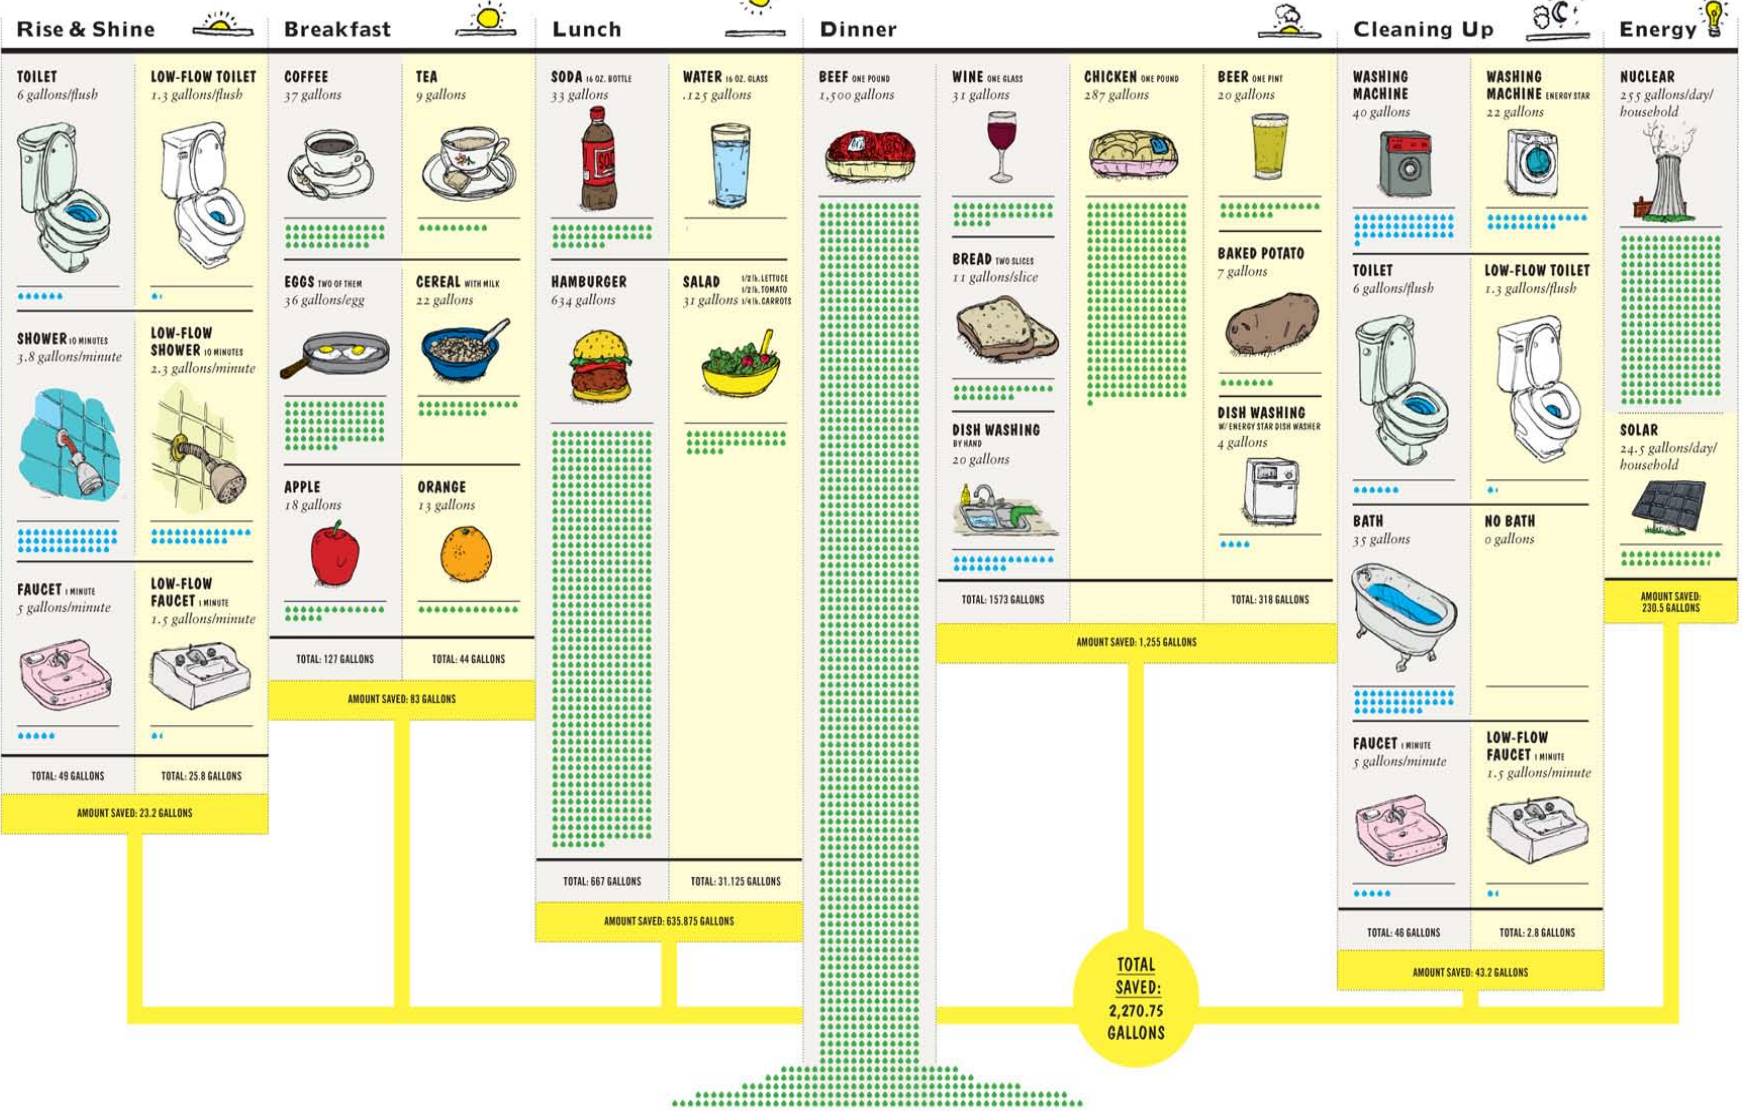 Rise & Shine
TOILET
6 gallons/flush
LOW-FLOW TOILET
1.3 gallons/flush
SHOWER 10 MINUTES
3.8 gallons/minute
LOW-FLOW
SHOWER 10 MINUTES
2.3 gallons/minute
FAUCET 1 MINUTE
5 gallons/minute
LOW-FLOW
FAUCET 1 MINUTE
1.5 gallons/minute
TOTAL: 49 GALLONS
TOTAL: 25.8 GALLONS
AMOUNT SAVED: 23.2 GALLONS
Breakfast
COFFEE
37 gallons
TEA
9 gallons
EGGS TWO OF THEM
36 gallons/egg
CEREAL WITH MILK
22 gallons
APPLE
18 gallons
ORANGE
13 gallons
TOTAL: 127 GALLONS
TOTAL: 44 GALLONS
AMOUNT SAVED: 83 GALLONS
Lunch
SODA 16 OZ. BOTTLE
33 gallons
SODA
WATER 16 OZ. GLASS
.125 gallons
HAMBURGER
634 gallons
SALAD
31 gallons
1/2 lb. LETTUCE
1/2 lb. TOMATO
1/4 lb. CARROTS
TOTAL: 667 GALLONS
TOTAL: 31.125 GALLONS
AMOUNT SAVED: 635.875 GALLONS
Dinner
BEEF ONE POUND
1,500 gallons
WINE ONE GLASS
31 gallons
CHICKEN ONE POUND
287 gallons
BEER ONE PINT
20 gallons
BREAD TWO SLICES
11 gallons/slice
BAKED POTATO
7 gallons
DISH WASHING
BY HAND
20 gallons
DISH WASHING
W/ ENERGY STAR DISH WASHER
4 gallons
TOTAL: 1573 GALLONS
TOTAL: 318 GALLONS
AMOUNT SAVED: 1,255 GALLONS
Cleaning Up
WASHING
MACHINE
40 gallons
WASHING
MACHINE ENERGY STAR
22 gallons
TOILET
6 gallons/flush
LOW-FLOW TOILET
1.3 gallons/flush
BATH
35 gallons
NO BATH
0 gallons
FAUCET 1 MINUTE
5 gallons/minute
LOW-FLOW
FAUCET 1 MINUTE
1.5 gallons/minute
TOTAL: 46 GALLONS
TOTAL: 2.8 GALLONS
AMOUNT SAVED: 43.2 GALLONS
Energy
NUCLEAR
255 gallons/day/
household
SOLAR
24.5 gallons/day/
household
AMOUNT SAVED:
230.5 GALLONS
TOTAL
SAVED:
2,270.75
GALLONS